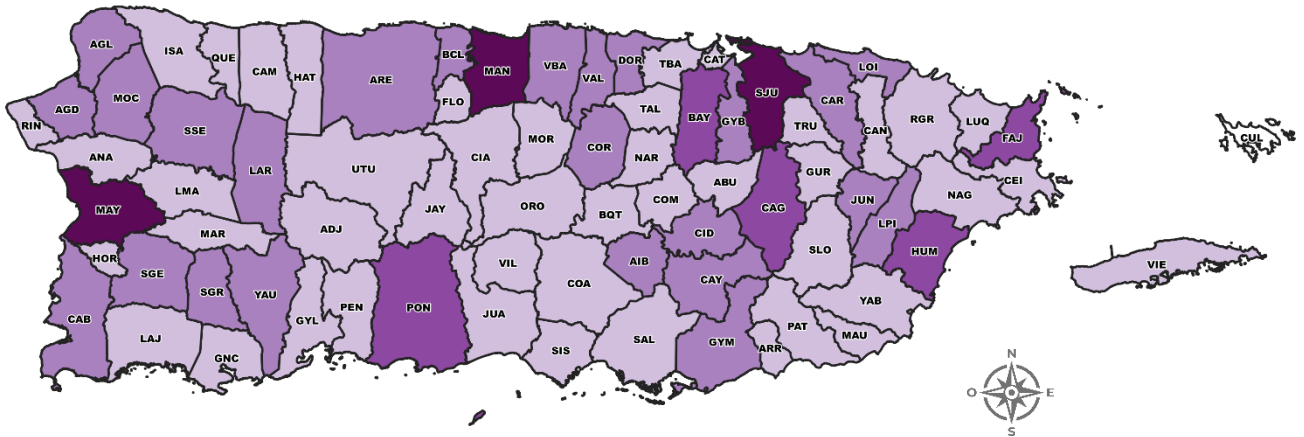 AGL
ISA
QUE
CAM
HAT
ARE
BCL
MAN
VBA
VAL
DOR
TBA
CAT
SJU
LOI
AGD
MOC
FLO
TAL
BAY
GYB
CAR
RIN
SSE
MOR
COR
NAR
TRU
CAN
RGR
LUQ
FAJ
CUL
ANA
LAR
UTU
CIA
ABU
GUR
LMA
COM
JUN
NAG
CEI
MAY
JAY
ORO
BQT
CAG
LPI
MAR
ADJ
CID
SLO
HOR
SGE
VIL
AIB
HUM
VIE
SGR
YAU
COA
CAY
YAB
CAB
GYL
PEN
PON
JUA
LAJ
GNC
SIS
SAL
GYM
ARR
PAT
MAU
N
O E
S